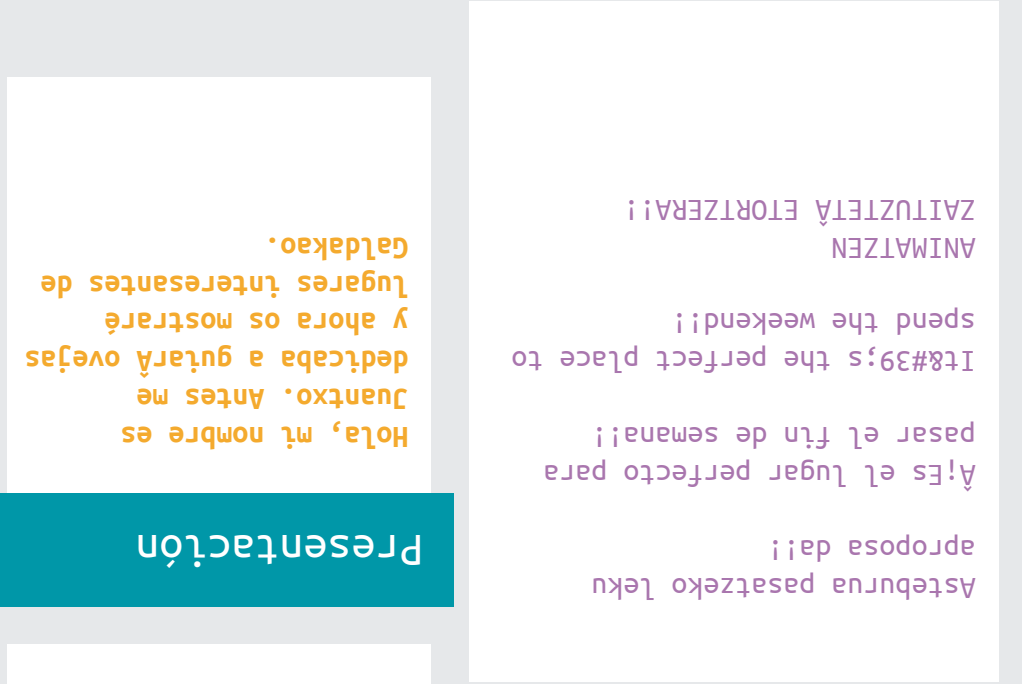 Asteburua pasatzeko leku
aproposa da!!
Â¡Es el lugar perfecto para
pasar el fin de semana!!
It&#39;s the perfect place to
spend the weekend!!
ANIMATZEN
ZAITUZTETÂ ETORTZERA!!
Presentación
Hola, mi nombre es
Juantxo. Antes me
dedicaba a guiarÂ ovejas
y ahora os mostraré
lugares interesantes de
Galdakao.